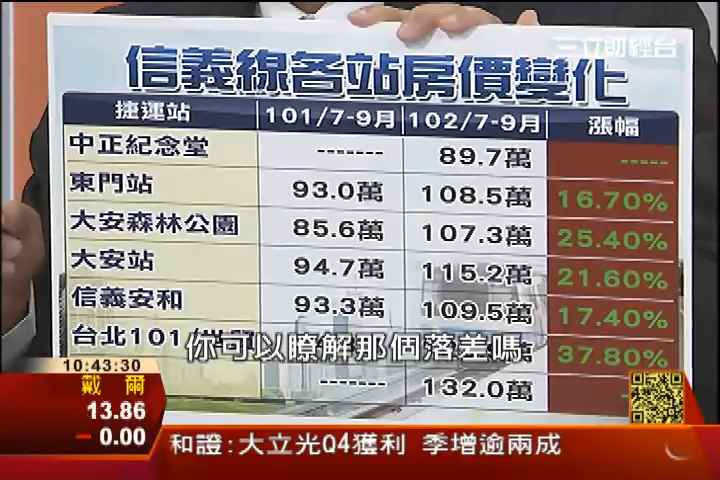 三立財經台
信義線各站房價變化
捷運站 101/7-9月 102/7-9月 漲幅
中正紀念堂 ------- 89.7萬 -----
東門站 93.0萬 108.5萬 16.70%
大安森林公園 85.6萬 107.3萬 25.40%
大安站 94.7萬 115.2萬 21.60%
信義安和 93.3萬 109.5萬 17.40%
台北101/ 37.80%
------- 132.0萬
你可以瞭解那個落差嗎
10:43:30
戴爾
13.86
- 0.00
和證:大立光Q4獲利 季增逾兩成